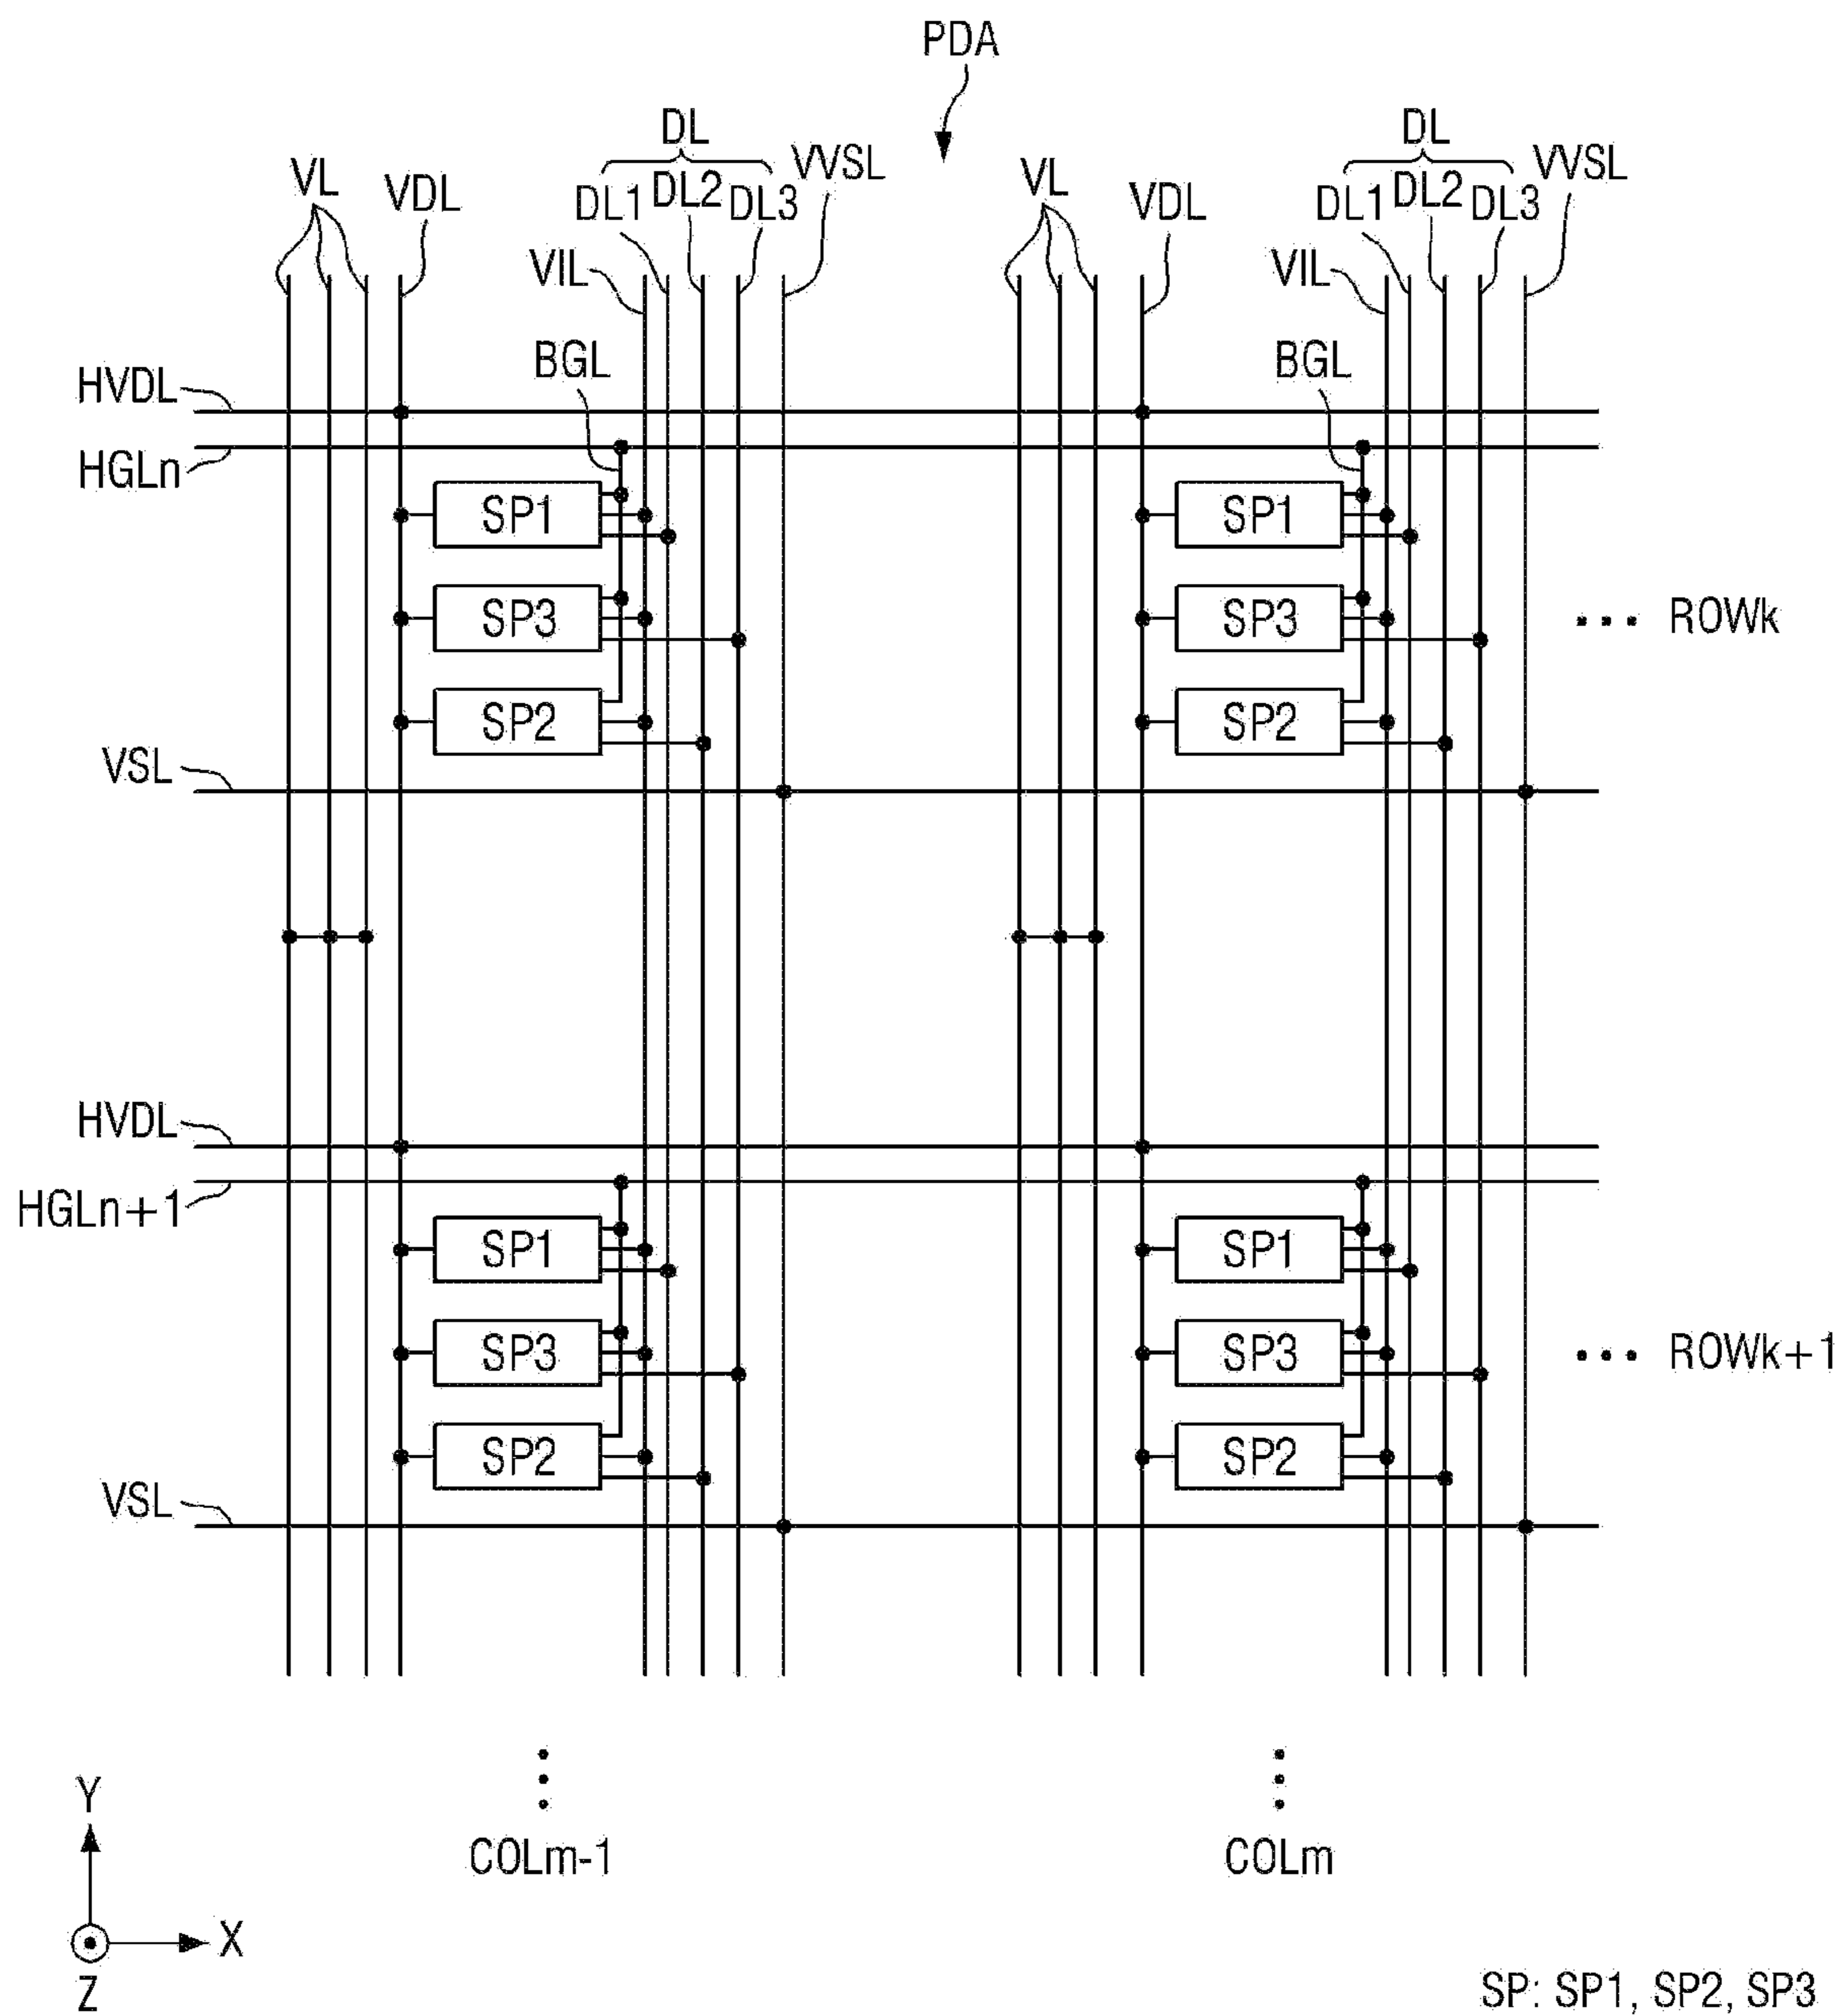 PDA
DL DL
VL VDL DL1 DL2 DL3 VVSL VL VDL DL1 DL2 DL3 VVSL
VIL VIL
BGL BGL
HVDL
HGLn
SP1 SP1
SP3 SP3 ... ROWk
SP2 SP2
VSL
HVDL
HGLn+1
SP1 SP1
SP3 SP3 ... ROWk+1
SP2 SP2
VSL
COLm-1 COLm
Y
X
Z
SP: SP1, SP2, SP3